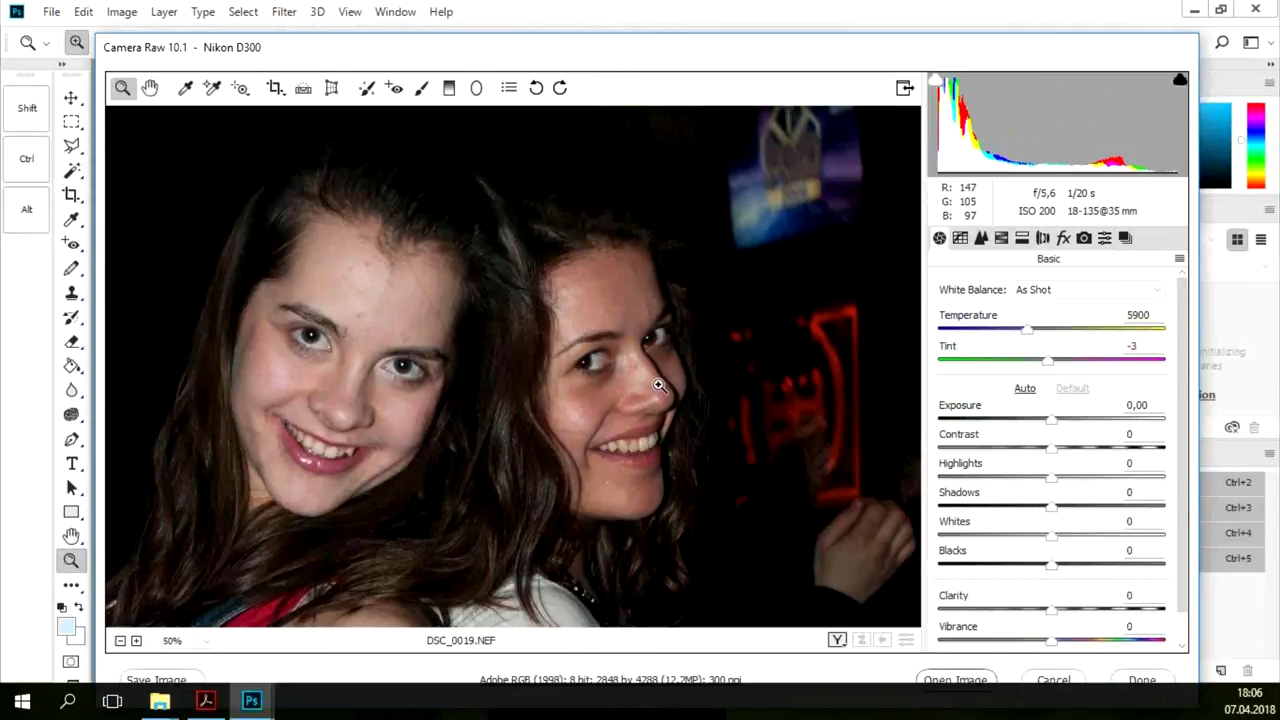 Ps File Edit Image Layer Type Select Filter 3D View Window Help
Camera Raw 10.1 - Nikon D300
Shift
Ctrl
Alt
R: 147
G: 105
B: 97
f/5,6 1/20 s
ISO 200 18-135@35 mm
Basic
White Balance: As Shot
Temperature 5900
Tint -3
Auto Default
Exposure 0,00
Contrast 0
Highlights 0
Shadows 0
Whites 0
Blacks 0
Clarity 0
Vibrance 0
Ctrl+2
Ctrl+3
Ctrl+4
Ctrl+5
50% DSC_0019.NEF Y
Save Image... Adobe RGB (1998); 8 bit; 2848 by 4288 (12,2MP); 300 ppi Open Image Cancel Done
Ps 18:06
07.04.2018